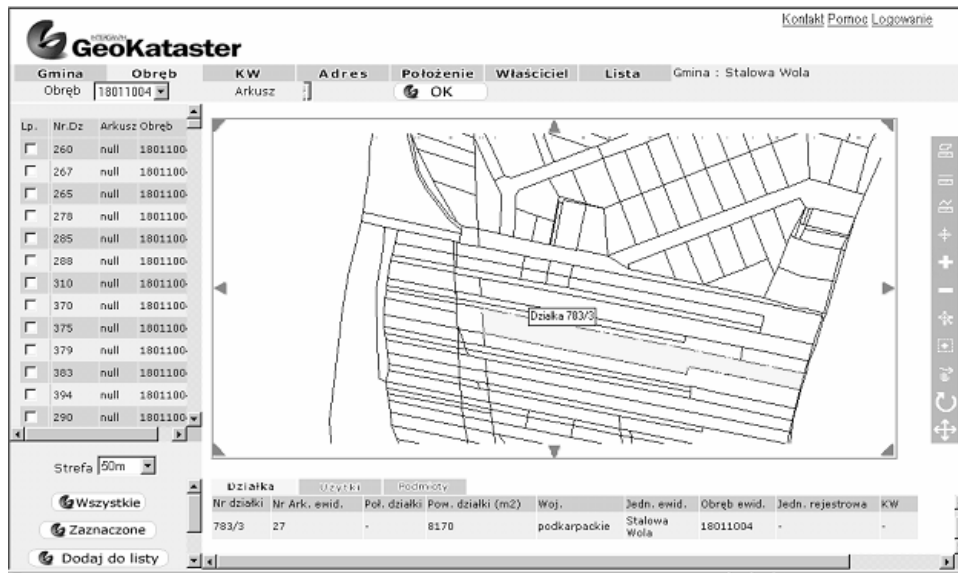 Kontakt Pomoc Logowanie
INTERGRAPH
GeoKataster
Gmina Obręb KW Adres Położenie Właściciel Lista Gmina : Stalowa Wola
Obręb 18011004 Arkusz OK
Lp. Nr.Dz Arkusz Obręb
260 null 1801100
267 null 1801100
265 null 1801100
278 null 1801100
285 null 1801100
288 null 1801100
310 null 1801100
370 null 1801100
375 null 1801100
379 null 1801100
383 null 1801100
394 null 1801100
290 null 1801100
Działka 783/3
Strefa 50m
Wszystkie
Zaznaczone
Dodaj do listy
Działka Użytki Podmioty
Nr działki Nr Ark. ewid. Poł. działki Pow. działki (m2) Woj. Jedn. ewid. Obręb ewid. Jedn. rejestrowa KW
783/3 27 - 8170 podkarpackie Stalowa Wola 18011004 - -